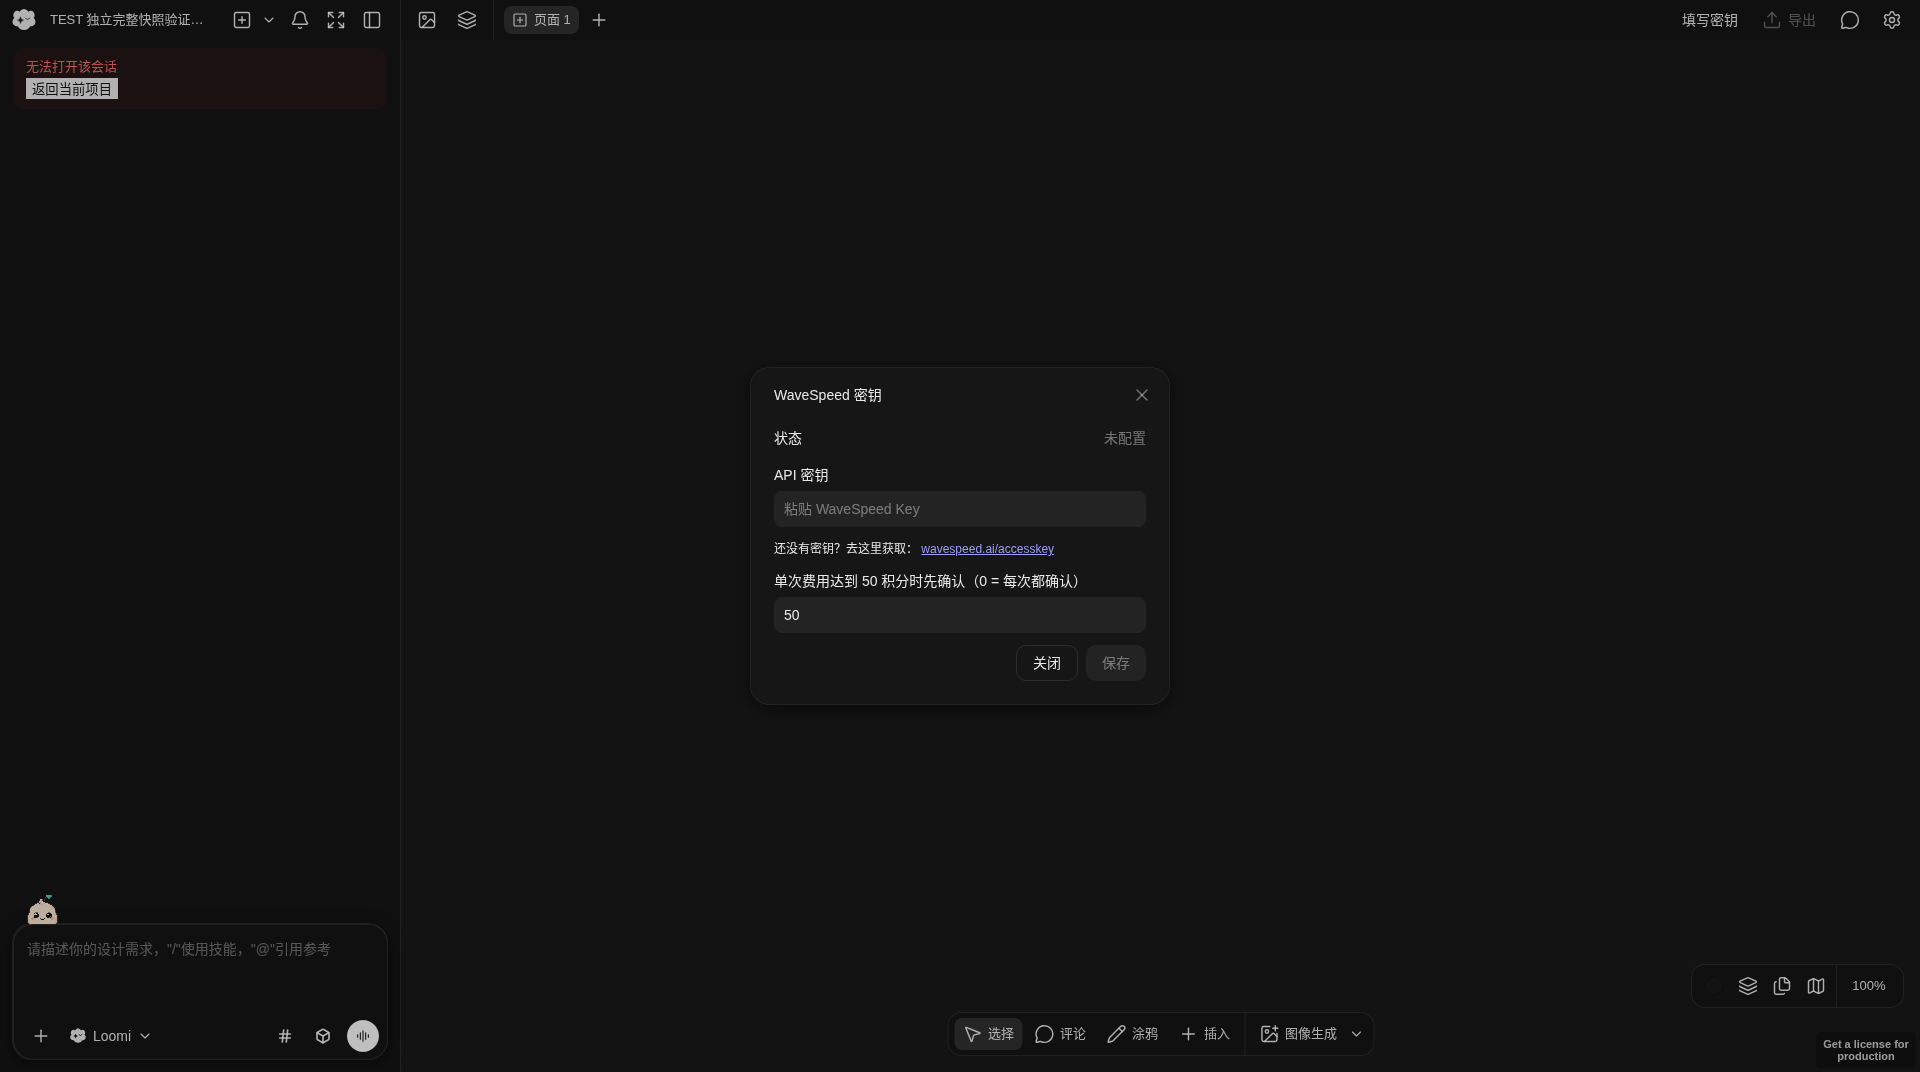 TEST 独立完整快照验证…
页面 1
填写密钥
导出
无法打开该会话
返回当前项目
WaveSpeed 密钥
状态
未配置
API 密钥
粘贴 WaveSpeed Key
还没有密钥？去这里获取： wavespeed.ai/accesskey
单次费用达到 50 积分时先确认（0 = 每次都确认）
50
关闭
保存
请描述你的设计需求，"/"使用技能，"@"引用参考
Loomi
选择
评论
涂鸦
插入
图像生成
100%
Get a license for
production